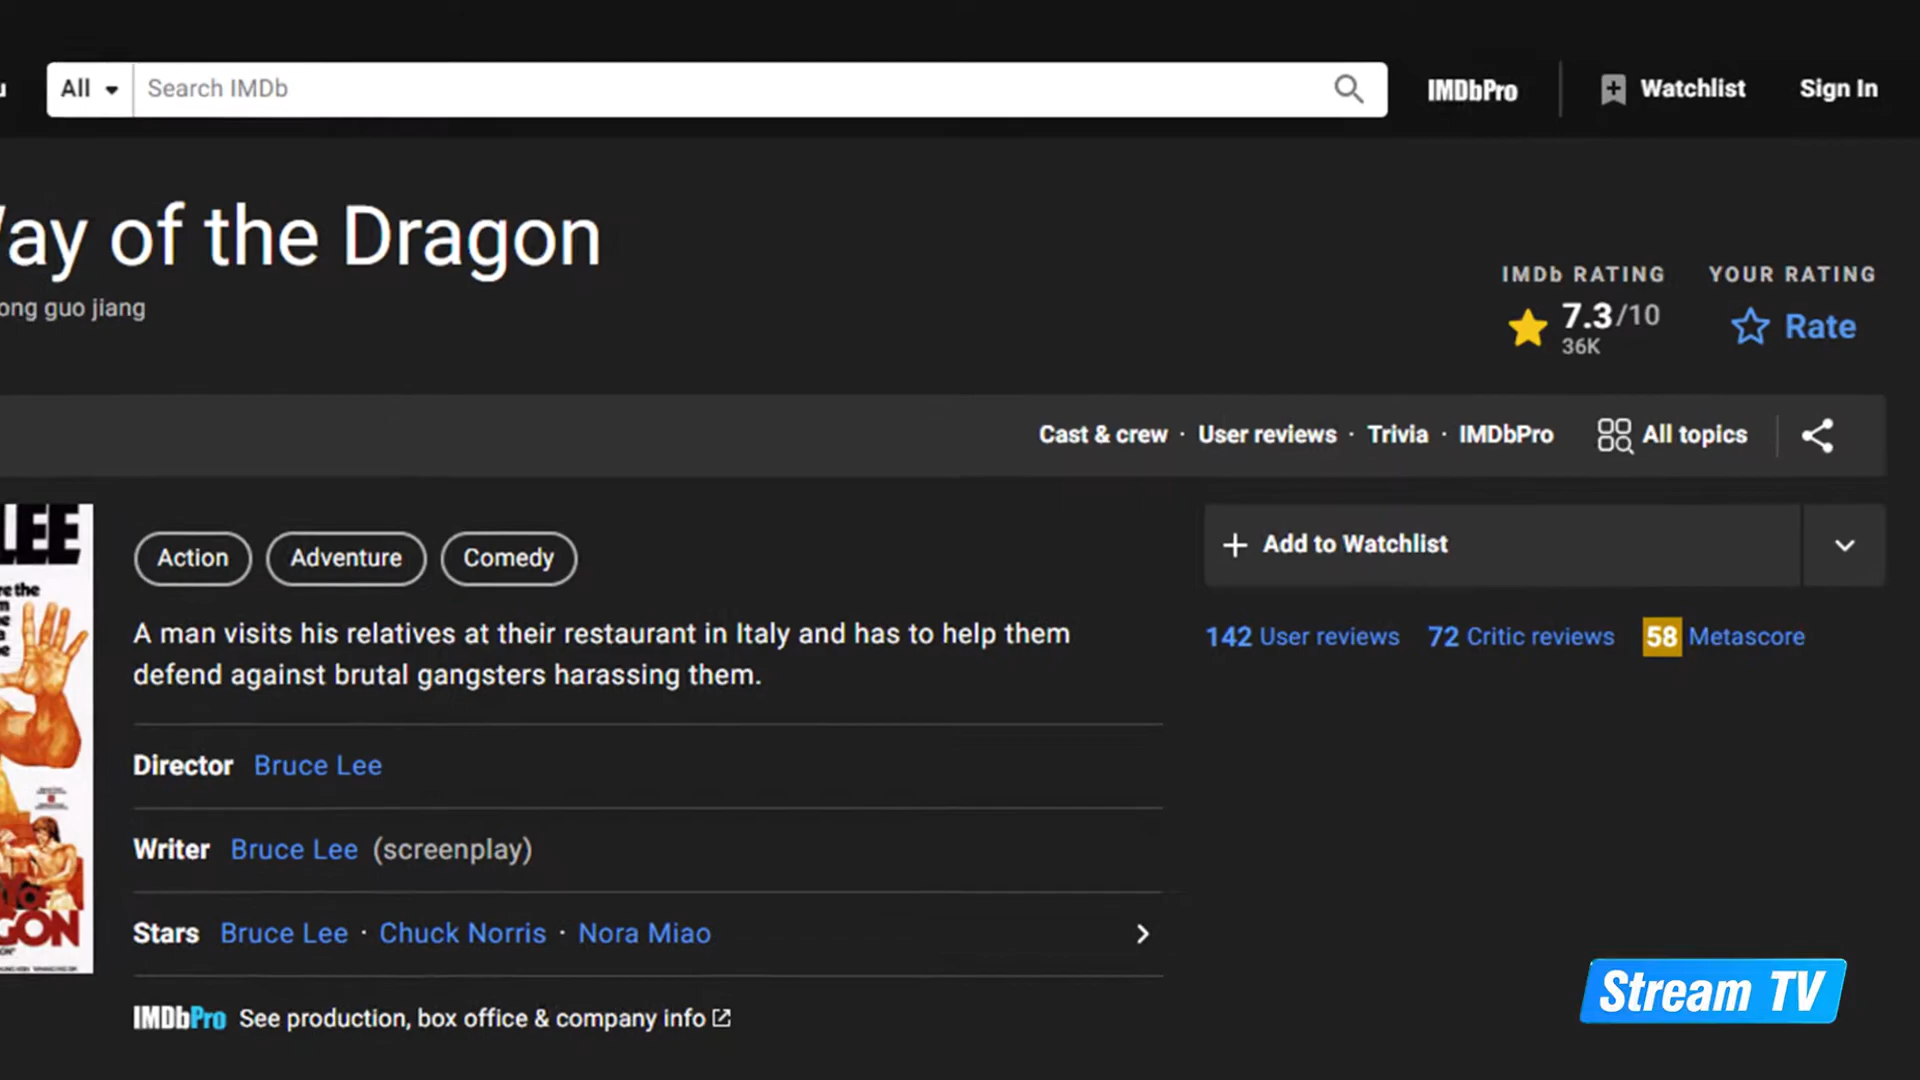 All Search IMDb IMDbPro Watchlist Sign In
ay of the Dragon
ong guo jiang
IMDb RATING YOUR RATING
7.3/10 Rate
36K
Cast & crew · User reviews · Trivia · IMDbPro All topics
LEE
Action Adventure Comedy
+ Add to Watchlist
A man visits his relatives at their restaurant in Italy and has to help them
defend against brutal gangsters harassing them.
142 User reviews 72 Critic reviews 58 Metascore
Director Bruce Lee
Writer Bruce Lee (screenplay)
Stars Bruce Lee · Chuck Norris · Nora Miao
GON
IMDbPro See production, box office & company info
Stream TV